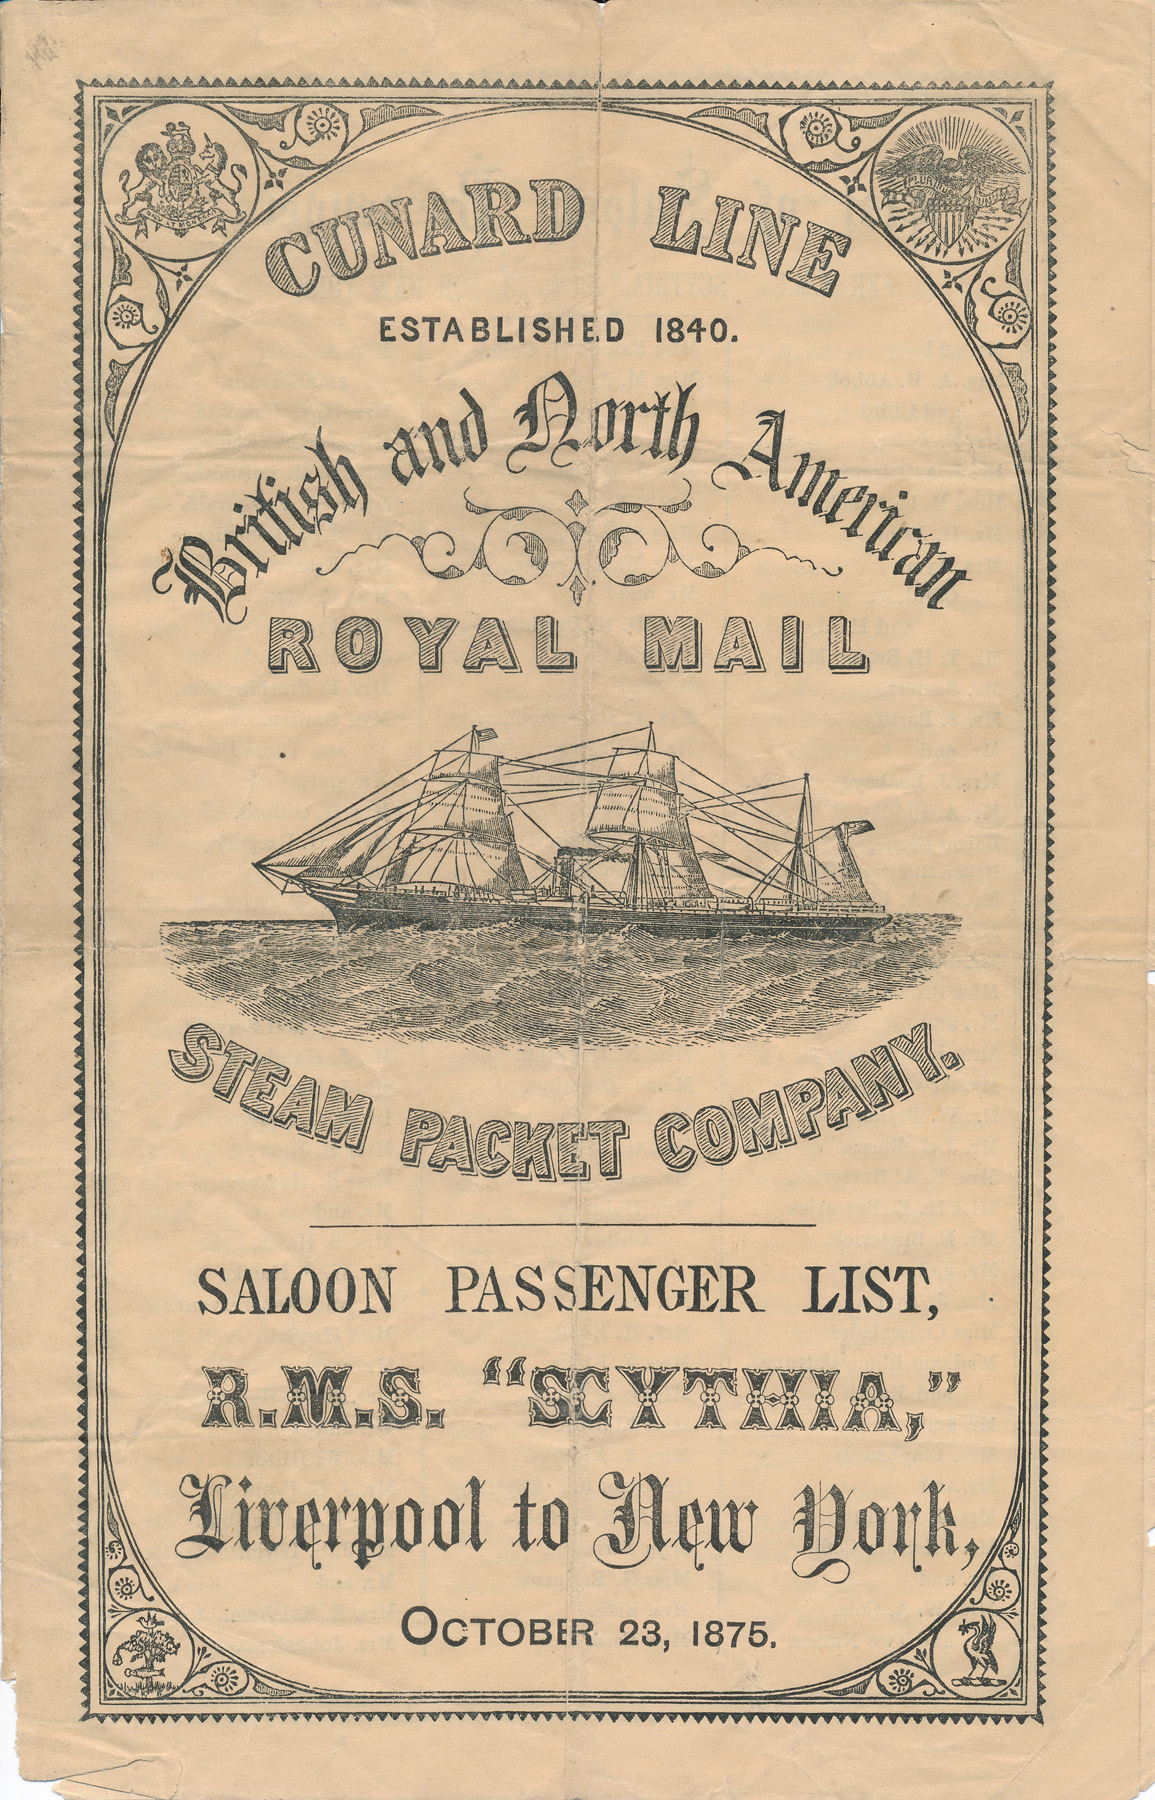 CUNARD LINE
ESTABLISHED 1840.
British and North American
ROYAL MAIL
STEAM PACKET COMPANY.
SALOON PASSENGER LIST,
R.M.S. "SCYTHIA,"
Liverpool to New York,
OCTOBER 23, 1875.